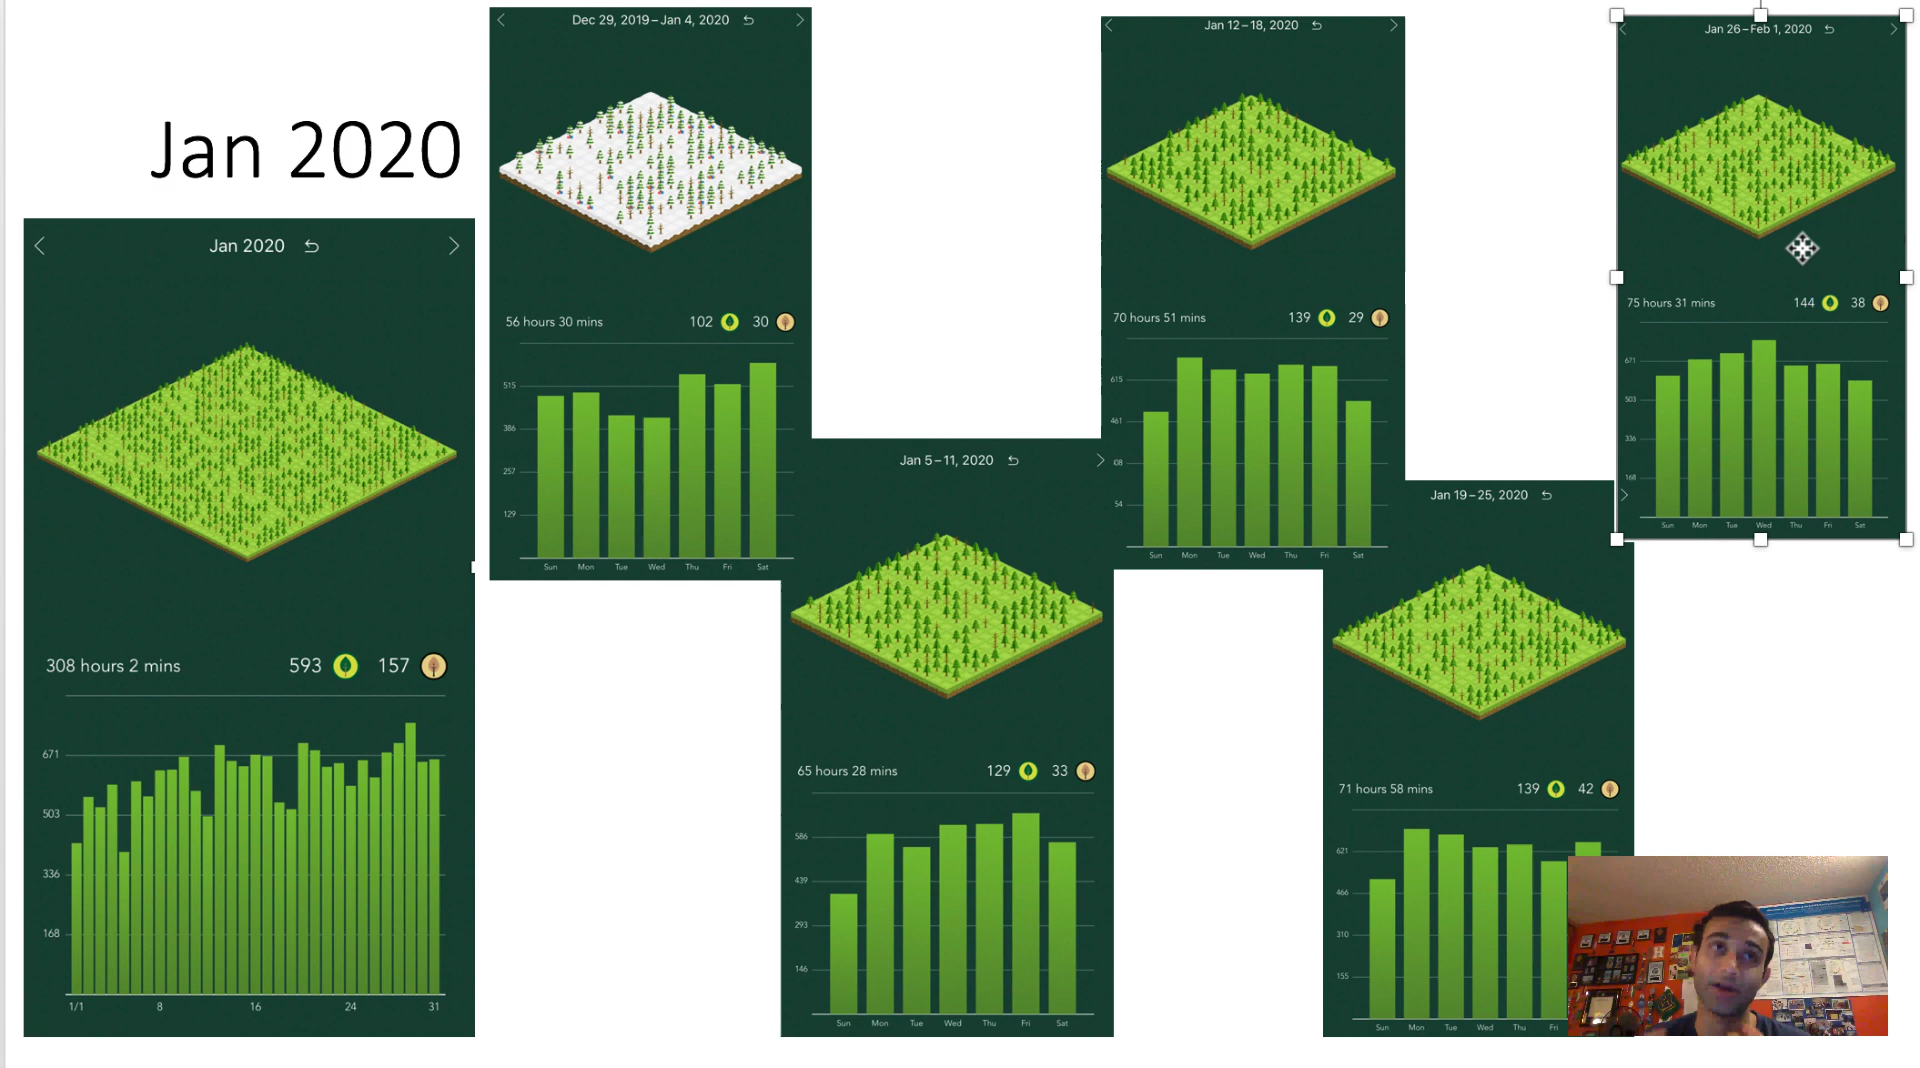 Jan 2020
Jan 2020
308 hours 2 mins 593 157
671
503
336
168
1/1 8 16 24 31
Dec 29, 2019 – Jan 4, 2020
56 hours 30 mins 102 30
515
386
257
129
Sun Mon Tue Wed Thu Fri Sat
Jan 5 – 11, 2020
65 hours 28 mins 129 33
586
439
293
146
Sun Mon Tue Wed Thu Fri Sat
Jan 12 – 18, 2020
70 hours 51 mins 139 29
615
461
08
54
Sun Mon Tue Wed Thu Fri Sat
Jan 19 – 25, 2020
71 hours 58 mins 139 42
621
466
310
155
Sun Mon Tue Wed Thu Fri
Jan 26 – Feb 1, 2020
75 hours 31 mins 144 38
671
503
336
168
Sun Mon Tue Wed Thu Fri Sat